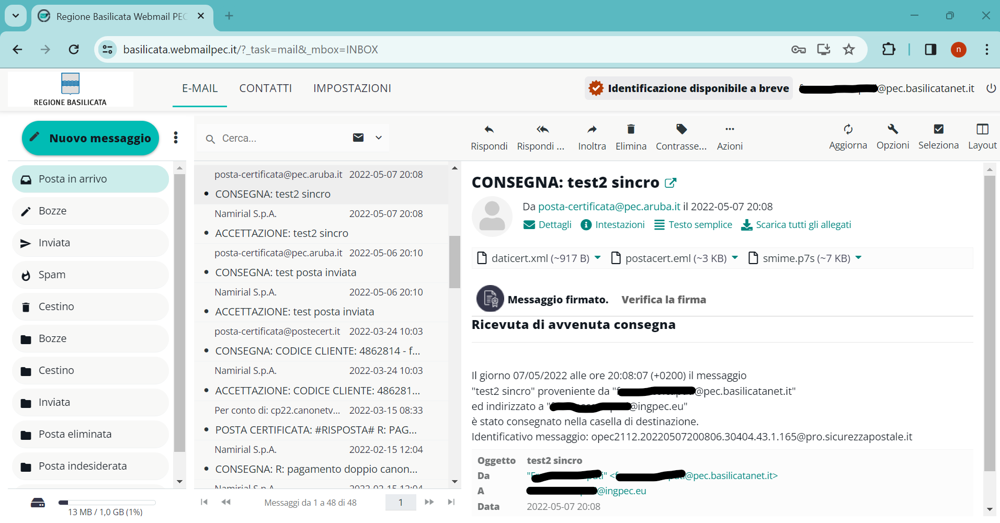 Regione Basilicata Webmail PEC
basilicata.webmailpec.it/?_task=mail&_mbox=INBOX
n
REGIONE BASILICATA
E-MAIL
CONTATTI
IMPOSTAZIONI
Identificazione disponibile a breve
@pec.basilicatanet.it
Nuovo messaggio
Cerca...
Rispondi
Rispondi ...
Inoltra
Elimina
Contrasse...
Azioni
Aggiorna
Opzioni
Seleziona
Layout
Posta in arrivo
Bozze
Inviata
Spam
Cestino
Bozze
Cestino
Inviata
Posta eliminata
Posta indesiderata
13 MB / 1,0 GB (1%)
posta-certificata@pec.aruba.it 2022-05-07 20:08
• CONSEGNA: test2 sincro
Namirial S.p.A. 2022-05-07 20:08
• ACCETTAZIONE: test2 sincro
posta-certificata@pec.aruba.it 2022-05-06 20:10
• CONSEGNA: test posta inviata
Namirial S.p.A. 2022-05-06 20:10
• ACCETTAZIONE: test posta inviata
posta-certificata@postecert.it 2022-03-24 10:03
• CONSEGNA: CODICE CLIENTE: 4862814 - f...
Namirial S.p.A. 2022-03-24 10:03
• ACCETTAZIONE: CODICE CLIENTE: 486281...
Per conto di: cp22.canonetv... 2022-03-15 08:33
• POSTA CERTIFICATA: #RISPOSTA# R: PAG...
Namirial S.p.A. 2022-02-15 12:04
• CONSEGNA: R: pagamento doppio canon...
Namirial S.p.A. 2022-02-15 12:04
Messaggi da 1 a 48 di 48
1
CONSEGNA: test2 sincro
Da posta-certificata@pec.aruba.it il 2022-05-07 20:08
Dettagli Intestazioni Testo semplice Scarica tutti gli allegati
daticert.xml (~917 B) postacert.eml (~3 KB) smime.p7s (~7 KB)
Messaggio firmato. Verifica la firma
Ricevuta di avvenuta consegna
Il giorno 07/05/2022 alle ore 20:08:07 (+0200) il messaggio
"test2 sincro" proveniente da "@pec.basilicatanet.it"
ed indirizzato a "@ingpec.eu"
è stato consegnato nella casella di destinazione.
Identificativo messaggio: opec2112.20220507200806.30404.43.1.165@pro.sicurezzapostale.it
Oggetto test2 sincro
Da "" <@pec.basilicatanet.it>
A @ingpec.eu
Data 2022-05-07 20:08